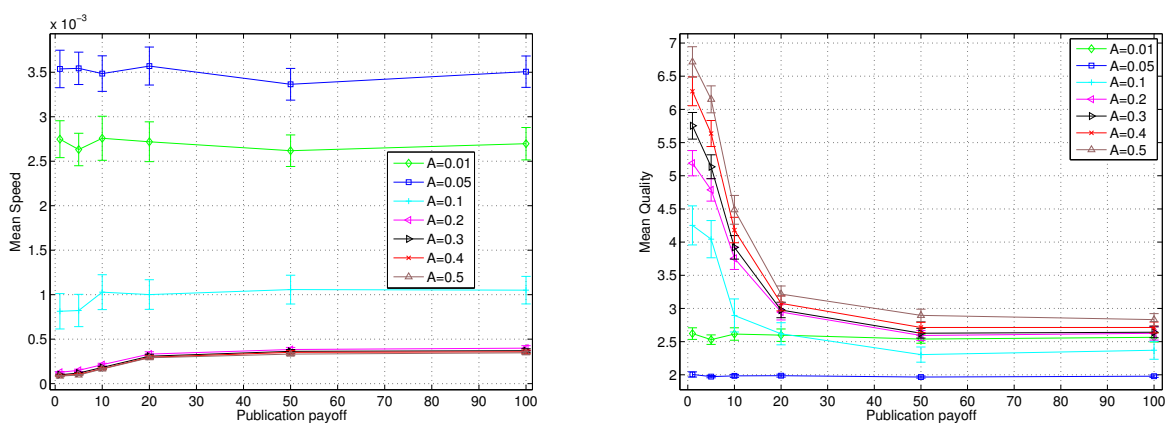 x 10⁻³
3.5
3
2.5
2
1.5
1
0.5
0
0 10 20 30 40 50 60 70 80 90 100
Mean Speed
Publication payoff
A=0.01
A=0.05
A=0.1
A=0.2
A=0.3
A=0.4
A=0.5
7
6.5
6
5.5
5
4.5
4
3.5
3
2.5
2
0 10 20 30 40 50 60 70 80 90 100
Mean Quality
Publication payoff
A=0.01
A=0.05
A=0.1
A=0.2
A=0.3
A=0.4
A=0.5